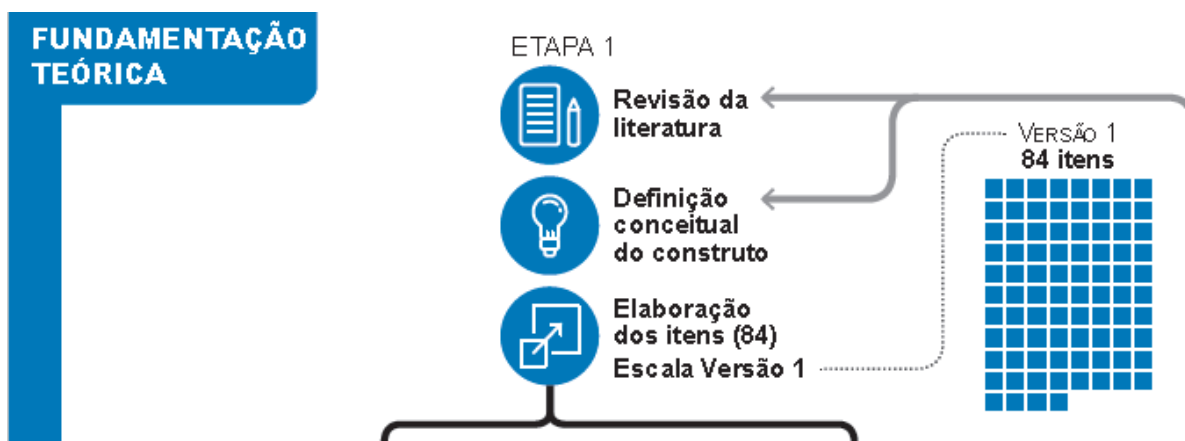 FUNDAMENTAÇÃO
TEÓRICA
ETAPA 1
Revisão da
literatura
Definição
conceitual
do construto
Elaboração
dos itens (84)
Escala Versão 1
VERSÃO 1
84 itens